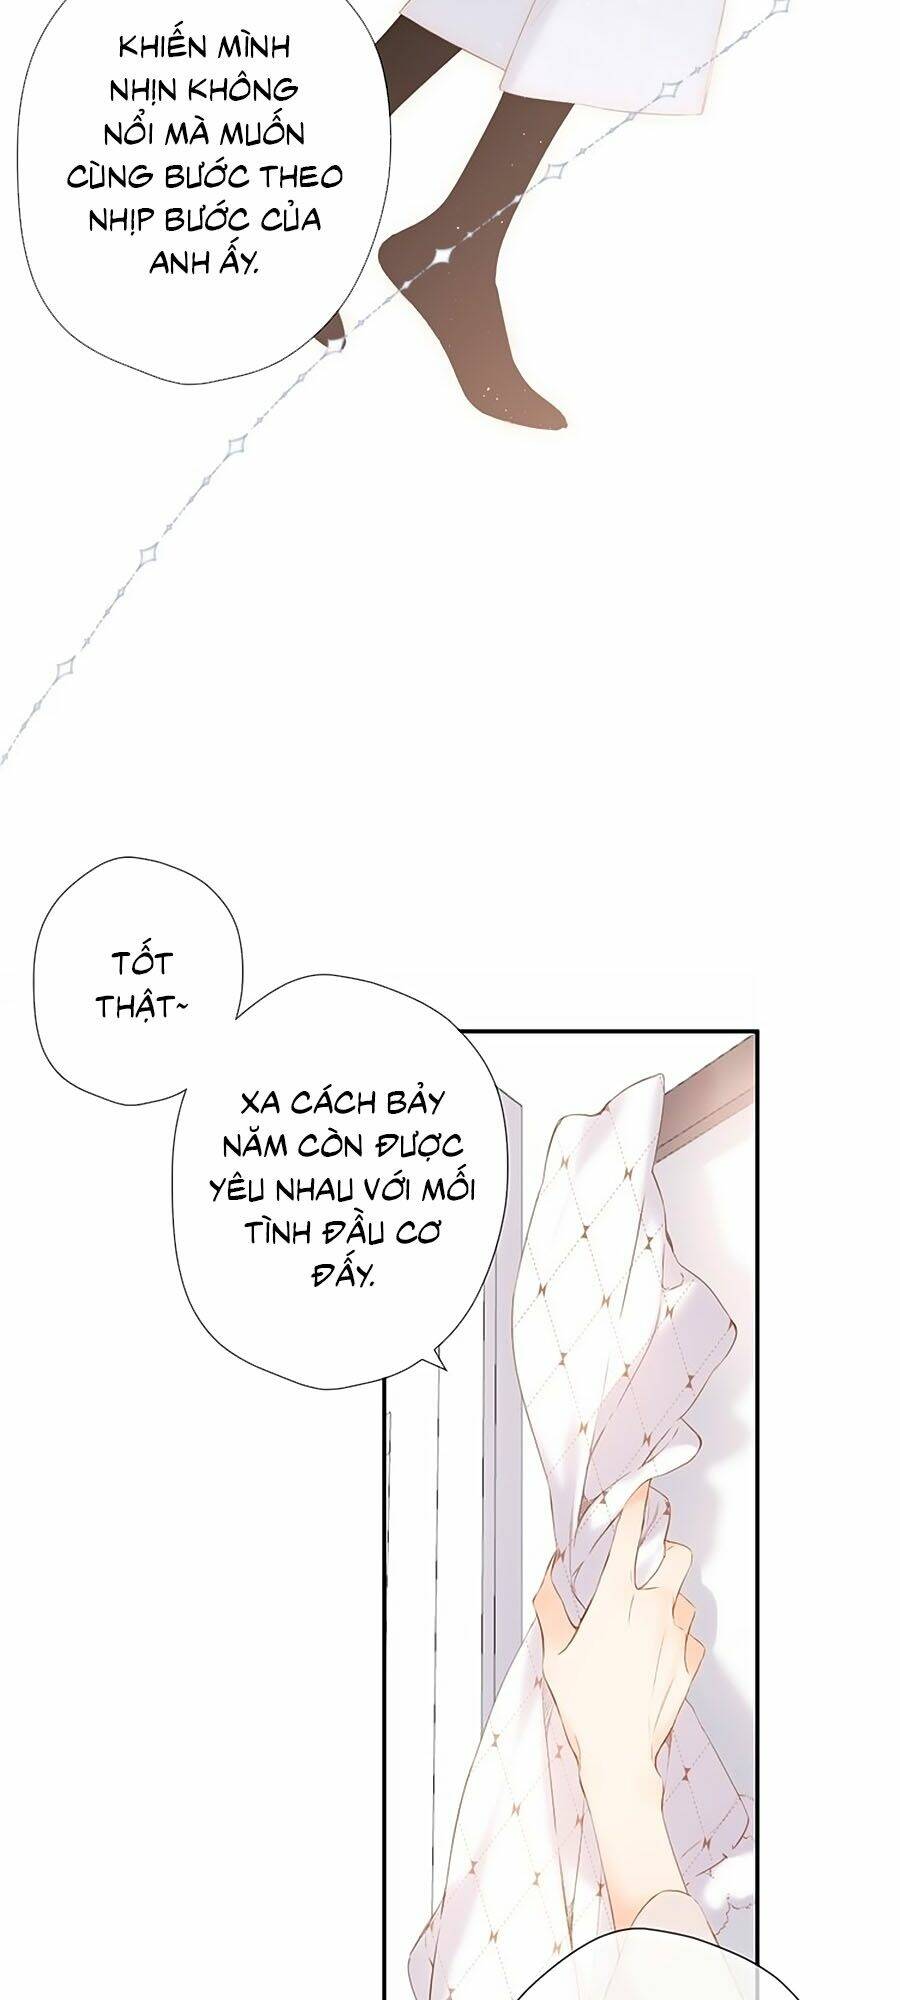 KHIẾN MÌNH
NHỊN KHÔNG
NỔI MÀ MUỐN
CÙNG BƯỚC THEO
NHỊP BƯỚC CỦA
ANH ẤY.
TỐT
THẬT~
XA CÁCH BẢY
NĂM CÒN ĐƯỢC
YÊU NHAU VỚI MỐI
TÌNH ĐẦU CƠ
ĐẤY.